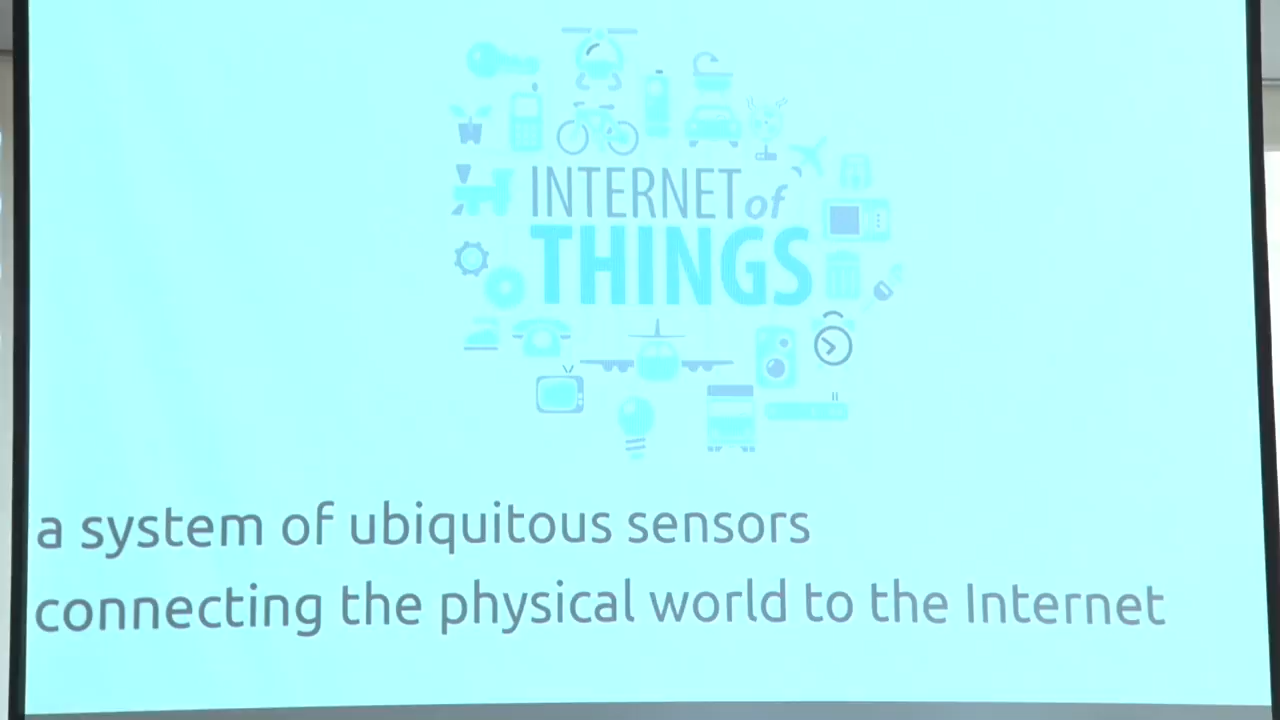 INTERNET of
THINGS
a system of ubiquitous sensors
connecting the physical world to the Internet